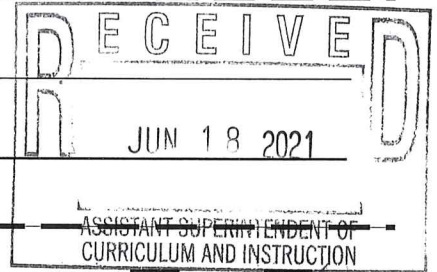 RECEIVED
JUN 18 2021
ASSISTANT SUPERINTENDENT OF
CURRICULUM AND INSTRUCTION